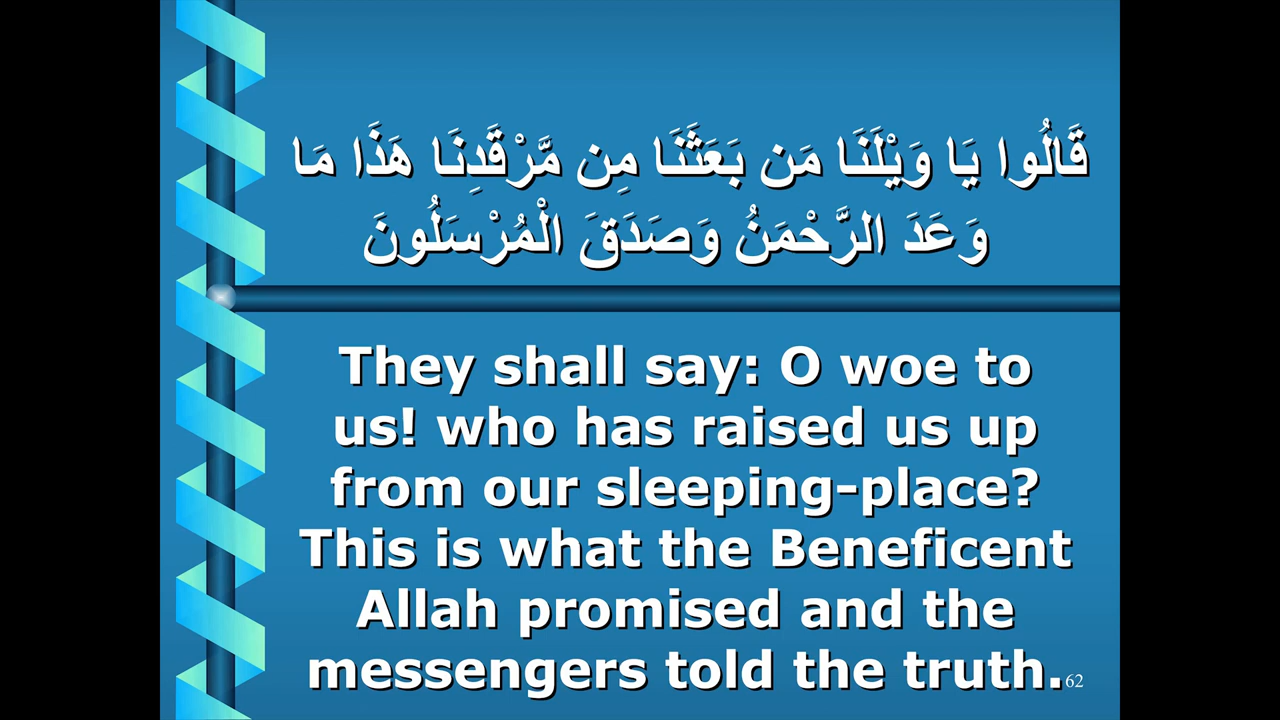 قَالُوا يَا وَيْلَنَا مَن بَعَثَنَا مِن مَّرْقَدِنَا هَذَا مَا
وَعَدَ الرَّحْمَنُ وَصَدَقَ الْمُرْسَلُونَ
They shall say: O woe to
us! who has raised us up
from our sleeping-place?
This is what the Beneficent
Allah promised and the
messengers told the truth.
62